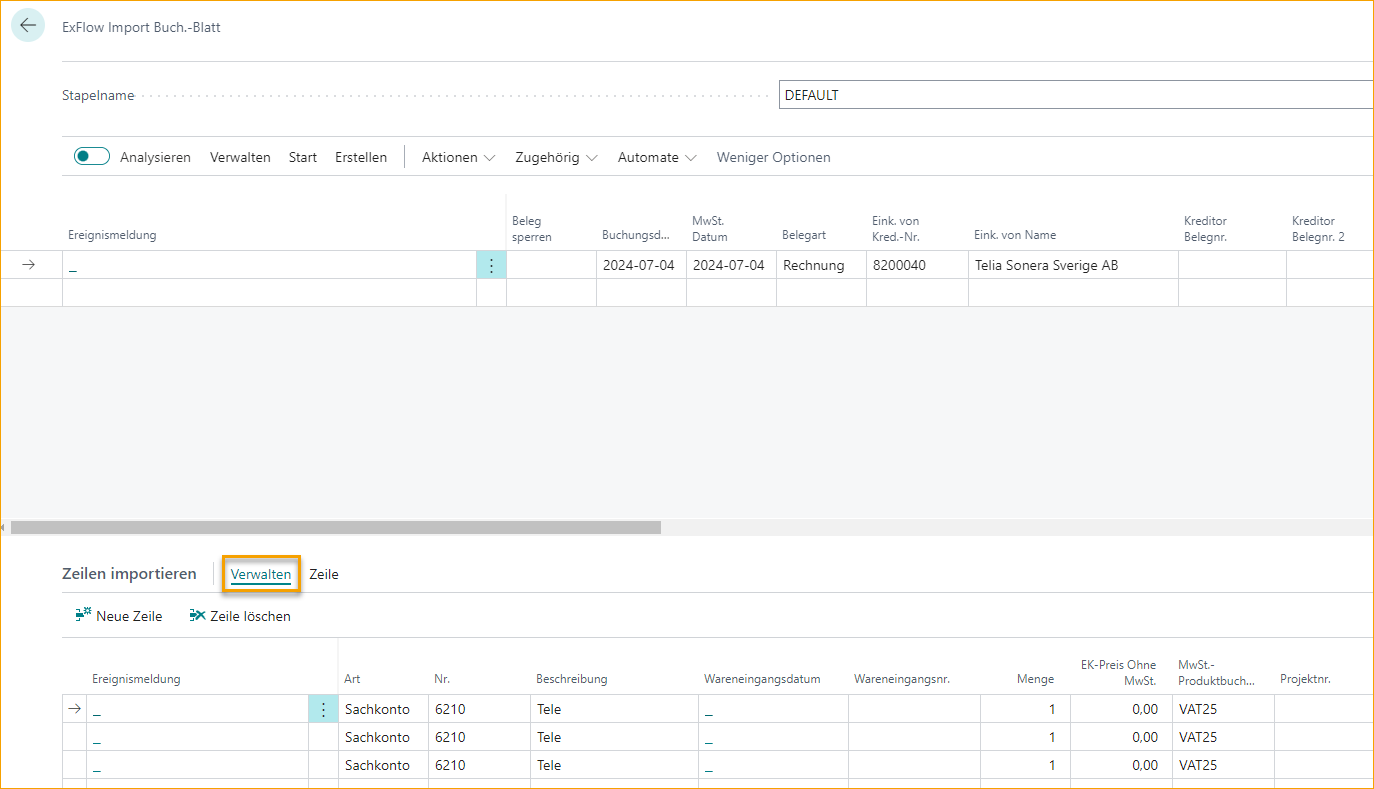 ExFlow Import Buch.-Blatt
Stapelname
DEFAULT
Analysieren Verwalten Start Erstellen Aktionen Zugehörig Automate Weniger Optionen
Ereignismeldung Beleg sperren Buchungsd... MwSt. Datum Belegart Eink. von Kred.-Nr. Eink. von Name Kreditor Belegnr. Kreditor Belegnr. 2
_ 2024-07-04 2024-07-04 Rechnung 8200040 Telia Sonera Sverige AB
Zeilen importieren Verwalten Zeile
Neue Zeile Zeile löschen
Ereignismeldung Art Nr. Beschreibung Wareneingangsdatum Wareneingangsnr. Menge EK-Preis Ohne MwSt. MwSt.-Produktbuch... Projektnr.
_ Sachkonto 6210 Tele _ 1 0,00 VAT25
_ Sachkonto 6210 Tele _ 1 0,00 VAT25
_ Sachkonto 6210 Tele _ 1 0,00 VAT25